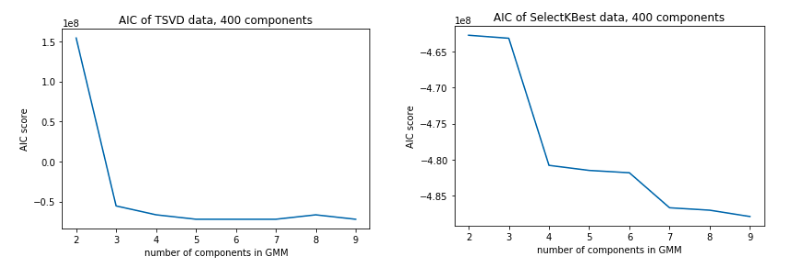 AIC of TSVD data, 400 components
1e8
1.5
1.0
0.5
0.0
−0.5
AIC score
2 3 4 5 6 7 8 9
number of components in GMM
AIC of SelectKBest data, 400 components
1e8
−4.65
−4.70
−4.75
−4.80
−4.85
AIC score
2 3 4 5 6 7 8 9
number of components in GMM